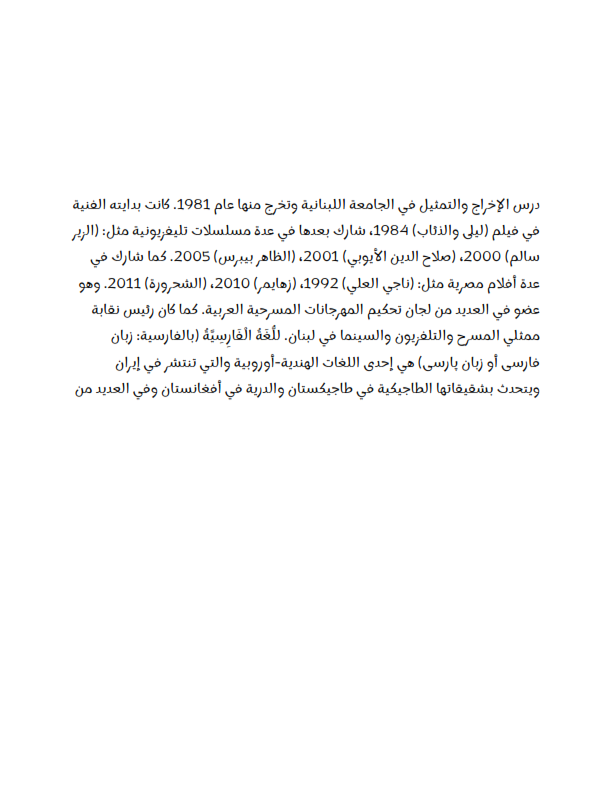 درس الإخراج والتمثيل في الجامعة اللبنانية وتخرج منها عام 1981. كانت بدايته الفنية
في فيلم (ليلى والذئاب) 1984، شارك بعدها في عدة مسلسلات تليفزيونية مثل: (الزير
سالم) 2000، (صلاح الدين الأيوبي) 2001، (الظاهر بيبرس) 2005. كما شارك في
عدة أفلام مصرية مثل: (ناجي العلي) 1992، (زهايمر) 2010، (الشحرورة) 2011. وهو
عضو في العديد من لجان تحكيم المهرجانات المسرحية العربية. كما كان رئيس نقابة
ممثلي المسرح والتلفزيون والسينما في لبنان. للُّغَةُ الْفَارِسِيَّةُ (بالفارسية: زبان
فارسی أو زبان پارسی) هي إحدى اللغات الهندية-أوروبية والتي تنتشر في إيران
ويتحدث بشقيقاتها الطاجيكية في طاجيكستان والدرية في أفغانستان وفي العديد من